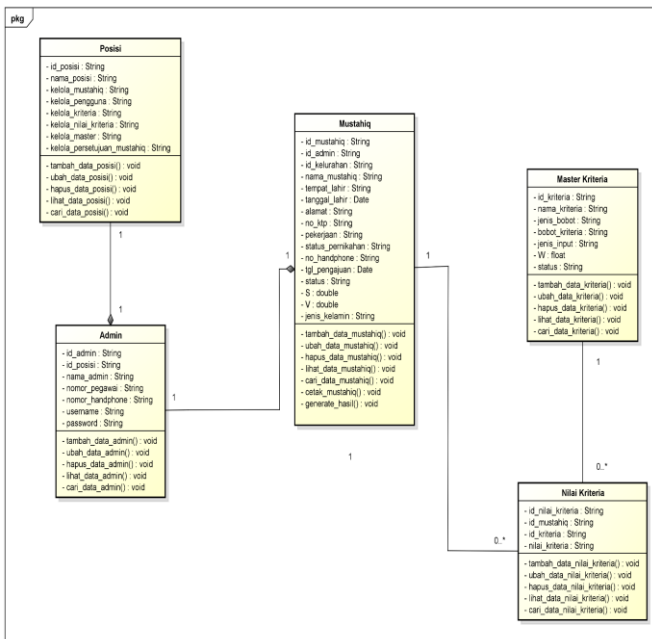 pkg
Posisi
- id_posisi : String
- nama_posisi : String
- kelola_mustahiq : String
- kelola_pengguna : String
- kelola_kriteria : String
- kelola_nilai_kriteria : String
- kelola_master : String
- kelola_persetujuan_mustahiq : String
- tambah_data_posisi() : void
- ubah_data_posisi() : void
- hapus_data_posisi() : void
- lihat_data_posisi() : void
- cari_data_posisi() : void
1
1
Admin
- id_admin : String
- id_posisi : String
- nama_admin : String
- nomor_pegawai : String
- nomor_handphone : String
- username : String
- password : String
- tambah_data_admin() : void
- ubah_data_admin() : void
- hapus_data_admin() : void
- lihat_data_admin() : void
- cari_data_admin() : void
1
1
Mustahiq
- id_mustahiq : String
- id_admin : String
- id_kelurahan : String
- nama_mustahiq : String
- tempat_lahir : String
- tanggal_lahir : Date
- alamat : String
- no_ktp : String
- pekerjaan : String
- status_pernikahan : String
- no_handphone : String
- tgl_pengajuan : Date
- status : String
- S : double
- V : double
- jenis_kelamin : String
- tambah_data_mustahiq() : void
- ubah_data_mustahiq() : void
- hapus_data_mustahiq() : void
- lihat_data_mustahiq() : void
- cari_data_mustahiq() : void
- cetak_mustahiq() : void
- generate_hasil() : void
1
1
0..*
Master Kriteria
- id_kriteria : String
- nama_kriteria : String
- jenis_bobot : String
- bobot_kriteria : String
- jenis_input : String
- W : float
- status : String
- tambah_data_kriteria() : void
- ubah_data_kriteria() : void
- hapus_data_kriteria() : void
- lihat_data_kriteria() : void
- cari_data_kriteria() : void
1
0..*
Nilai Kriteria
- id_nilai_kriteria : String
- id_mustahiq : String
- id_kriteria : String
- nilai_kriteria : String
- tambah_data_nilai_kriteria() : void
- ubah_data_nilai_kriteria() : void
- hapus_data_nilai_kriteria() : void
- lihat_data_nilai_kriteria() : void
- cari_data_nilai_kriteria() : void